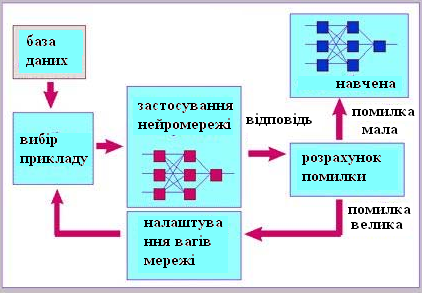 база
даних
вибір
прикладу
застосування
нейромережі
відповідь
навчена
помилка
мала
розрахунок
помилки
помилка
велика
налаштува
ння вагів
мережі